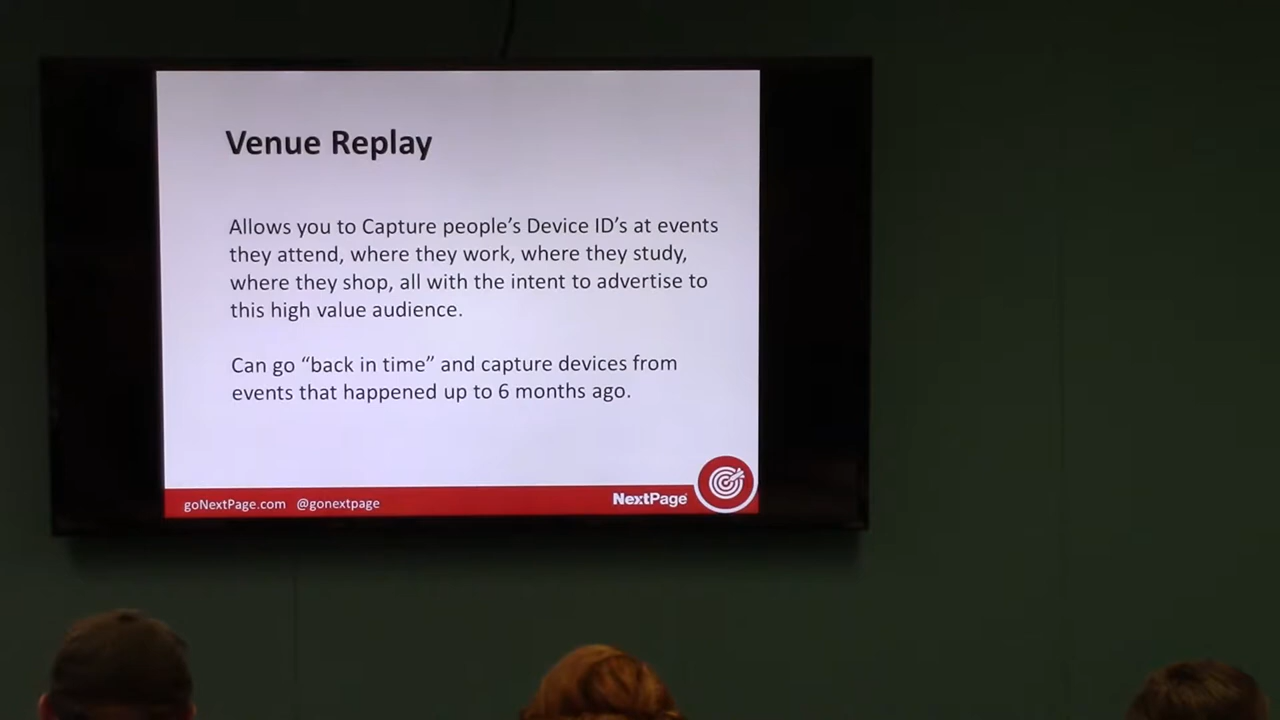 Venue Replay
Allows you to Capture people's Device ID's at events
they attend, where they work, where they study,
where they shop, all with the intent to advertise to
this high value audience.
Can go “back in time” and capture devices from
events that happened up to 6 months ago.
goNextPage.com @gonextpage
NextPage